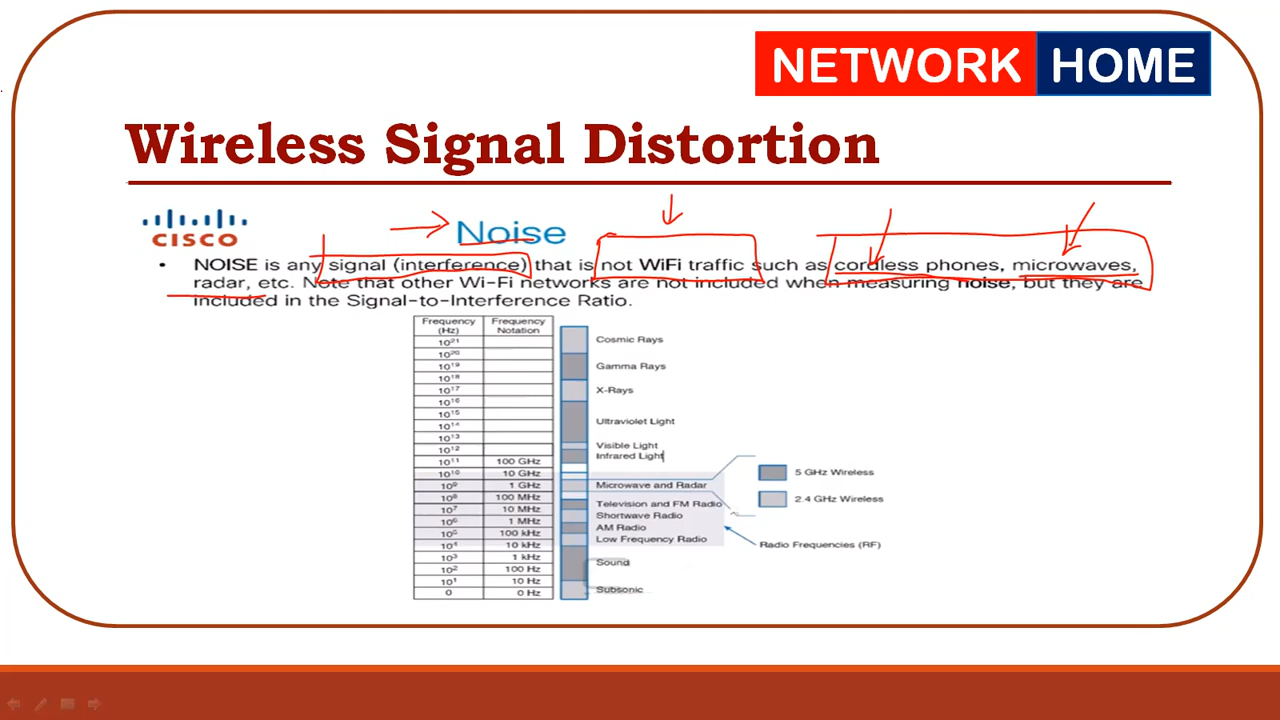 NETWORK HOME
Wireless Signal Distortion
CISCO
Noise
• NOISE is any signal (interference) that is not WiFi traffic such as cordless phones, microwaves,
radar, etc. Note that other Wi-Fi networks are not included when measuring noise, but they are
included in the Signal-to-Interference Ratio.
Frequency (Hz) Frequency Notation
10²¹
10²⁰
10¹⁹
10¹⁸
10¹⁷
10¹⁶
10¹⁵
10¹⁴
10¹³
10¹²
10¹¹ 100 GHz
10¹⁰ 10 GHz
10⁹ 1 GHz
10⁸ 100 MHz
10⁷ 10 MHz
10⁶ 1 MHz
10⁵ 100 kHz
10⁴ 10 kHz
10³ 1 kHz
10² 100 Hz
10¹ 10 Hz
0 0 Hz
Cosmic Rays
Gamma Rays
X-Rays
Ultraviolet Light
Visible Light
Infrared Light
Microwave and Radar
Television and FM Radio
Shortwave Radio
AM Radio
Low Frequency Radio
Sound
Subsonic
5 GHz Wireless
2.4 GHz Wireless
Radio Frequencies (RF)